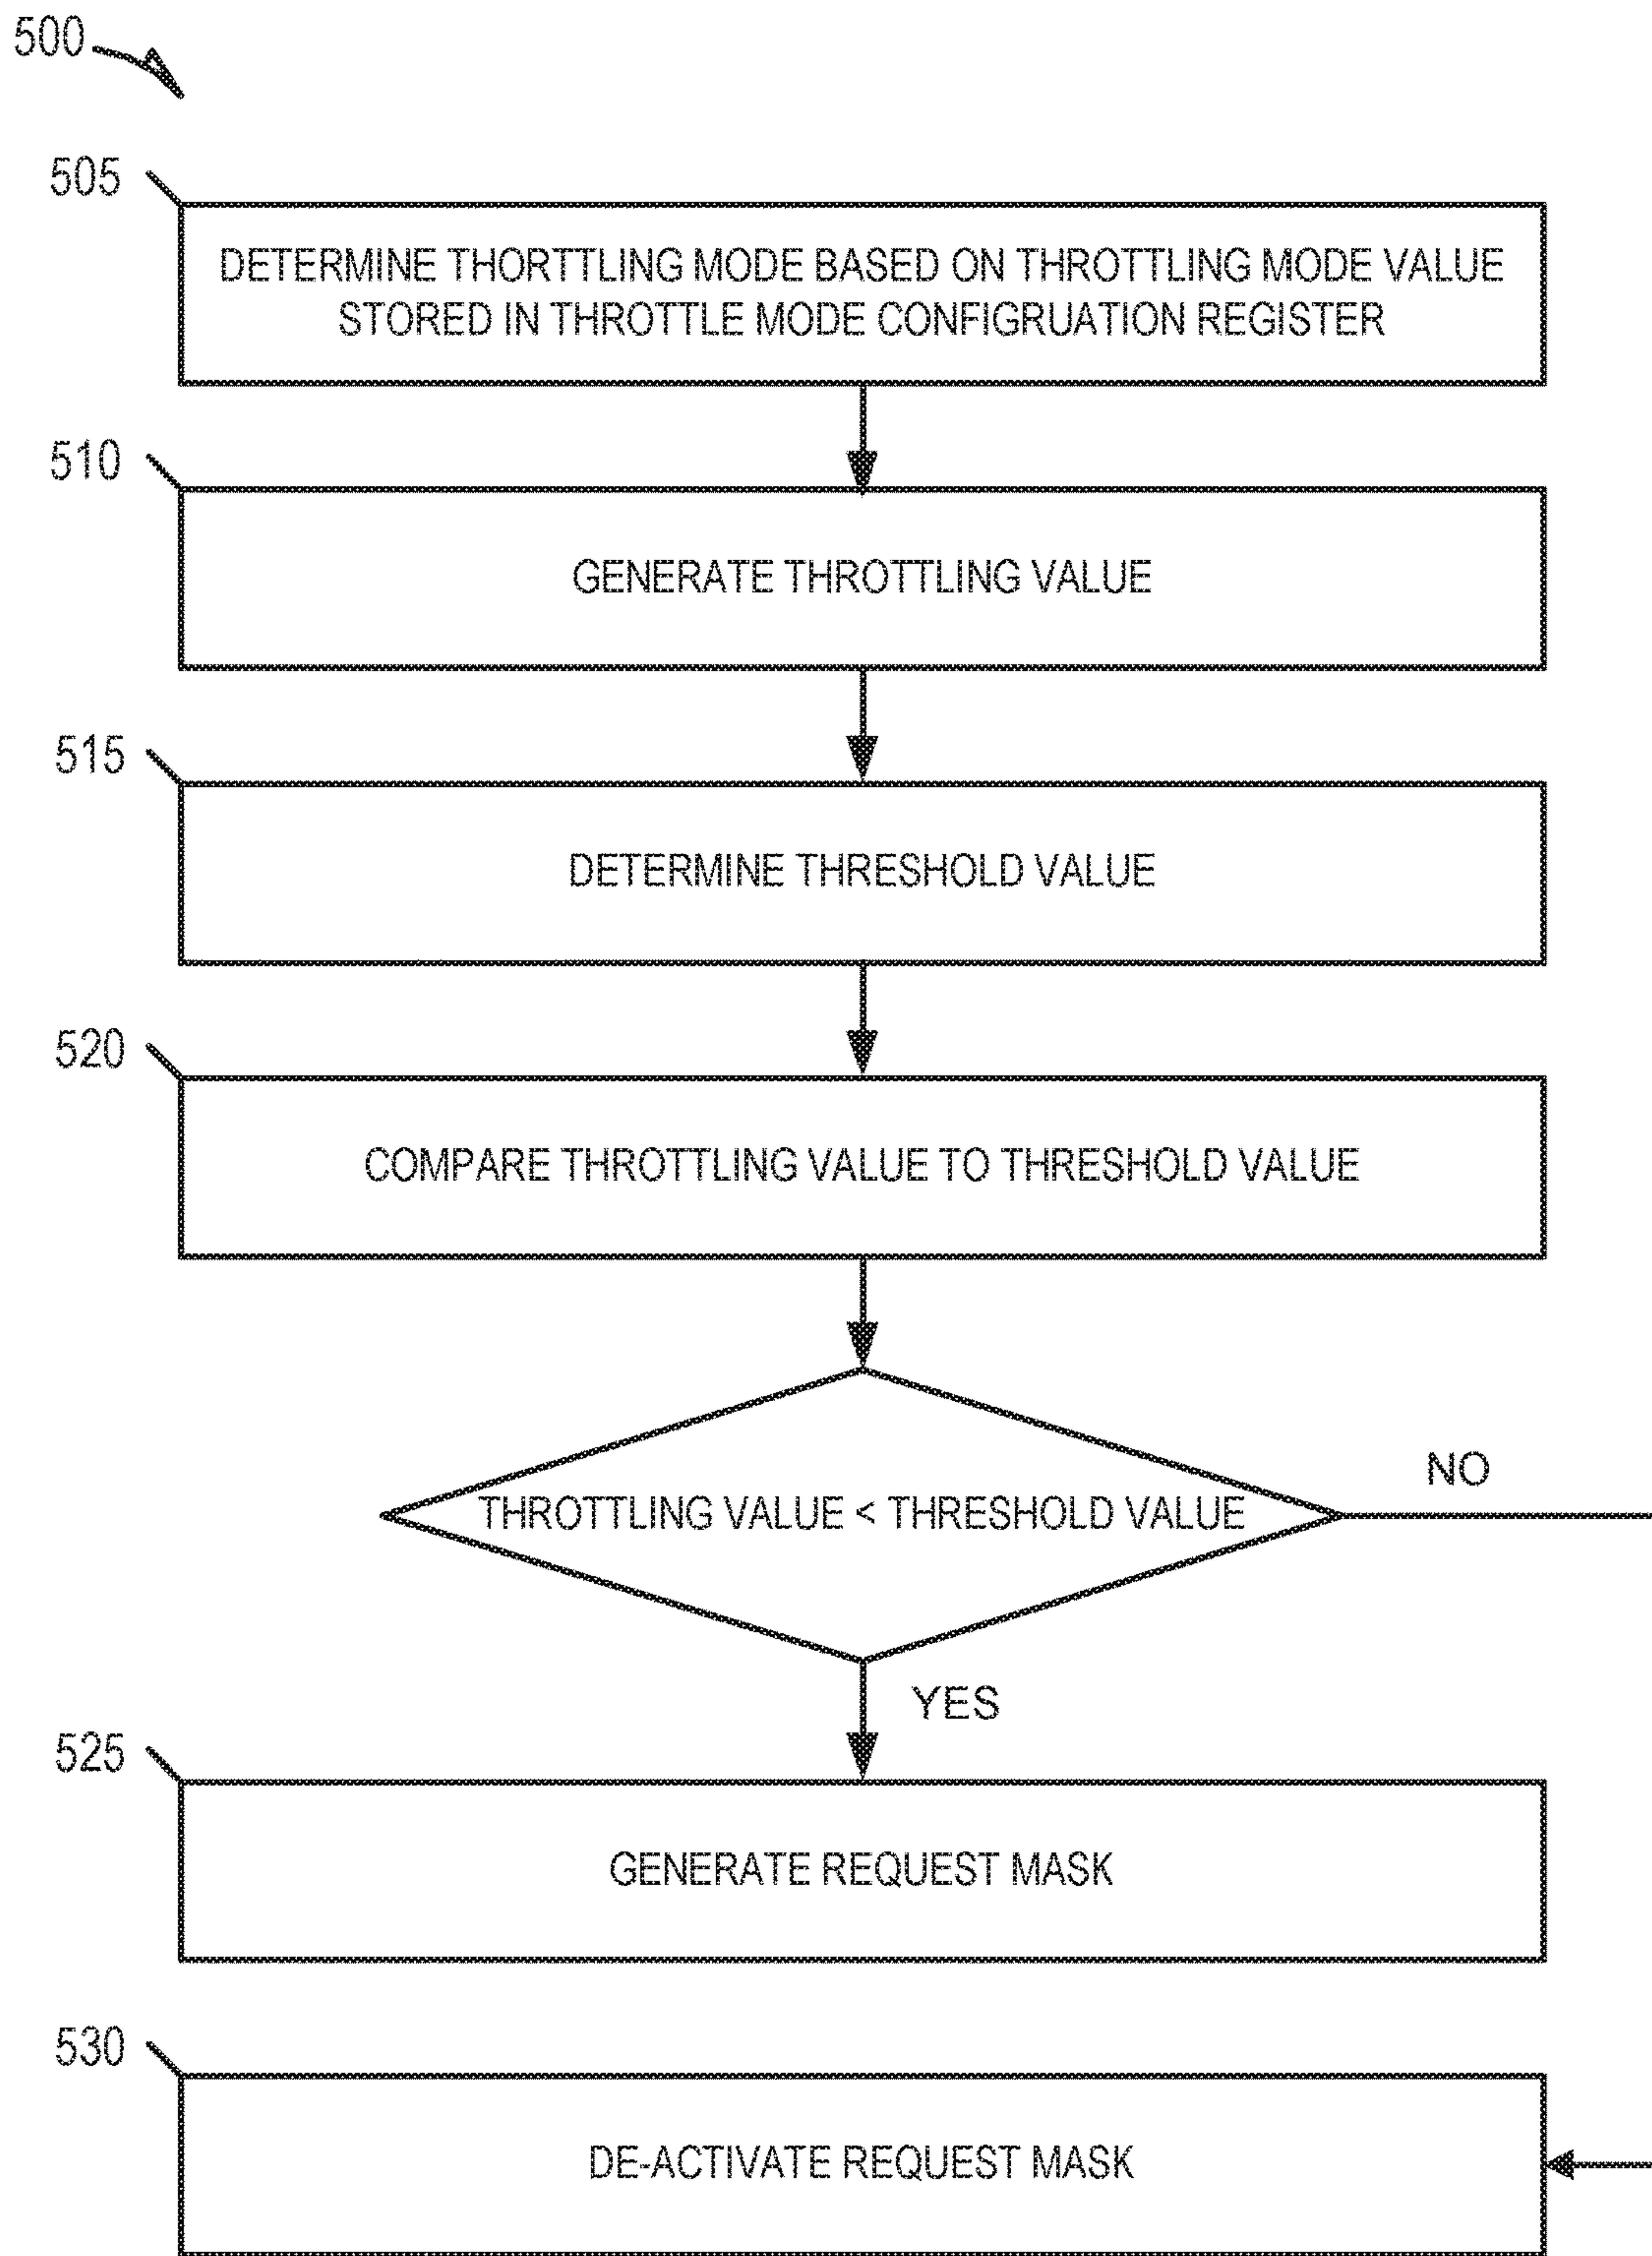 500
505
DETERMINE THORTTLING MODE BASED ON THROTTLING MODE VALUE
STORED IN THROTTLE MODE CONFIGRUATION REGISTER
510
GENERATE THROTTLING VALUE
515
DETERMINE THRESHOLD VALUE
520
COMPARE THROTTLING VALUE TO THRESHOLD VALUE
THROTTLING VALUE < THRESHOLD VALUE
NO
YES
525
GENERATE REQUEST MASK
530
DE-ACTIVATE REQUEST MASK